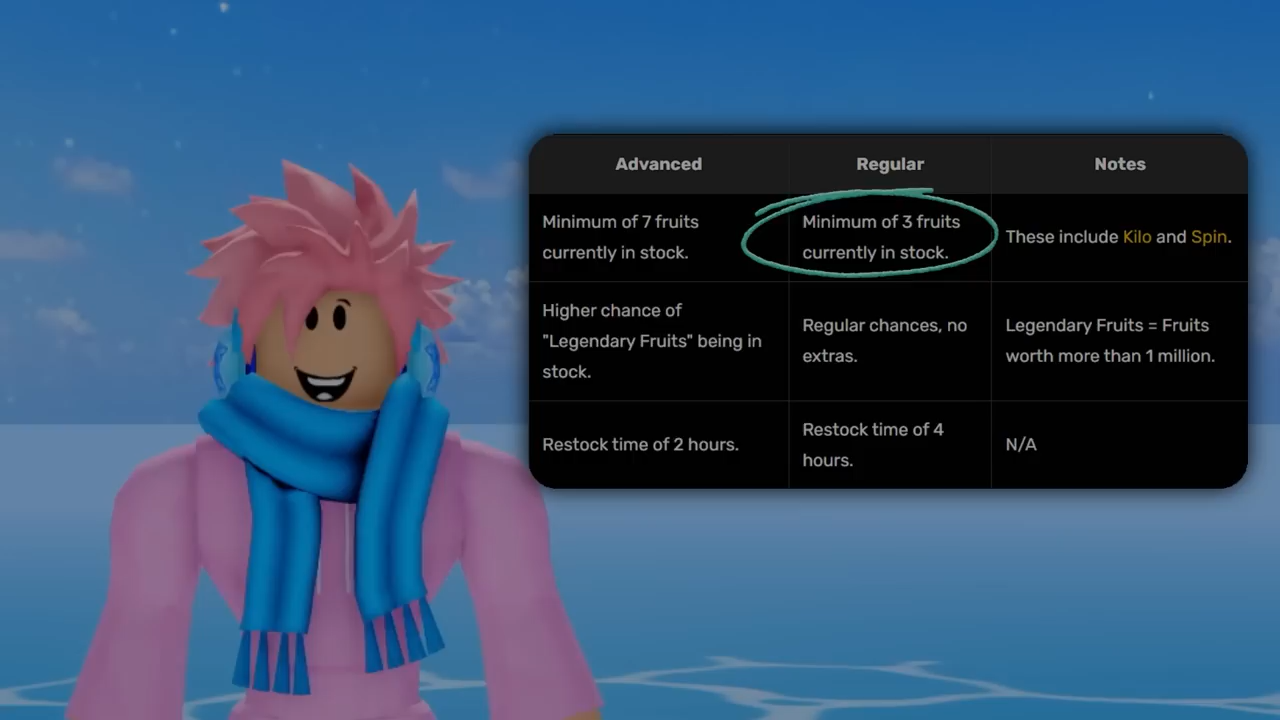 Advanced
Regular
Notes
Minimum of 7 fruits
currently in stock.
Minimum of 3 fruits
currently in stock.
These include Kilo and Spin.
Higher chance of
"Legendary Fruits" being in
stock.
Regular chances, no
extras.
Legendary Fruits = Fruits
worth more than 1 million.
Restock time of 2 hours.
Restock time of 4
hours.
N/A